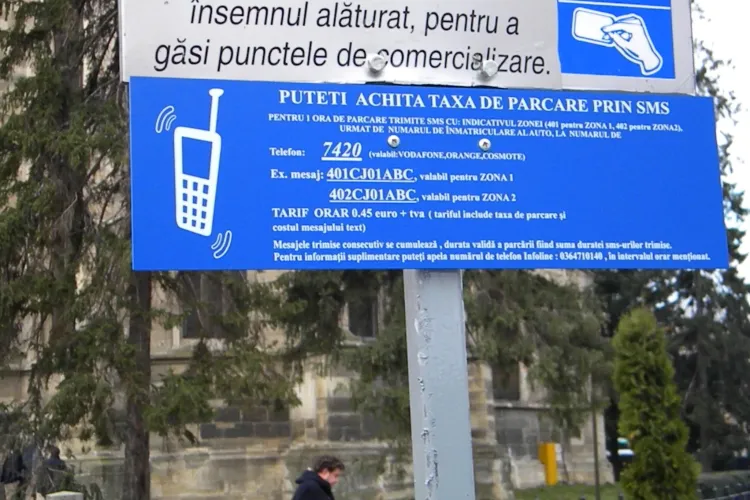 însemnul alăturat, pentru a
găsi punctele de comercializare.
PUTETI ACHITA TAXA DE PARCARE PRIN SMS
PENTRU 1 ORA DE PARCARE TRIMITE SMS CU: INDICATIVUL ZONEI (401 pentru ZONA 1, 402 pentru ZONA2),
URMAT DE NUMARUL DE ÎNMATRICULARE AL AUTO, LA NUMARUL DE
Telefon: 7420 (valabil:VODAFONE,ORANGE,COSMOTE)
Ex. mesaj: 401CJ01ABC, valabil pentru ZONA 1
402CJ01ABC, valabil pentru ZONA 2
TARIF ORAR 0.45 euro + tva ( tariful include taxa de parcare și
costul mesajului text)
Mesajele trimise consecutiv se cumulează , durata validă a parcării fiind suma duratei sms-urilor trimise.
Pentru informații suplimentare puteți apela numărul de telefon Infoline : 0364710140 , în intervalul orar menționat.